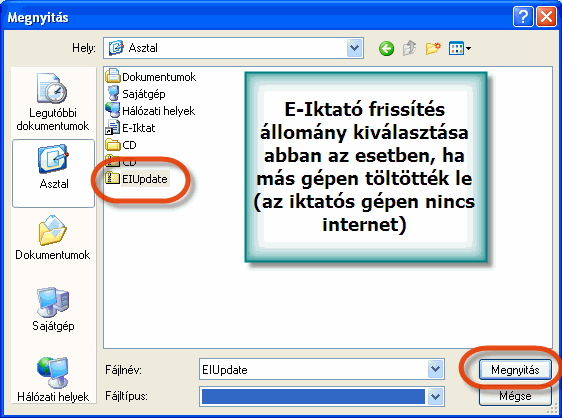 Megnyitás
Hely:
Asztal
Legutóbbi
dokumentumok
Asztal
Dokumentumok
Sajátgép
Hálózati helyek
Dokumentumok
Sajátgép
Hálózati helyek
E-Iktat
CD
CD
EIUpdate
E-Iktató frissítés
állomány kiválasztása
abban az esetben, ha
más gépen töltötték le
(az iktatós gépen nincs
internet)
Fájlnév:
EIUpdate
Megnyitás
Fájltípus:
Mégse